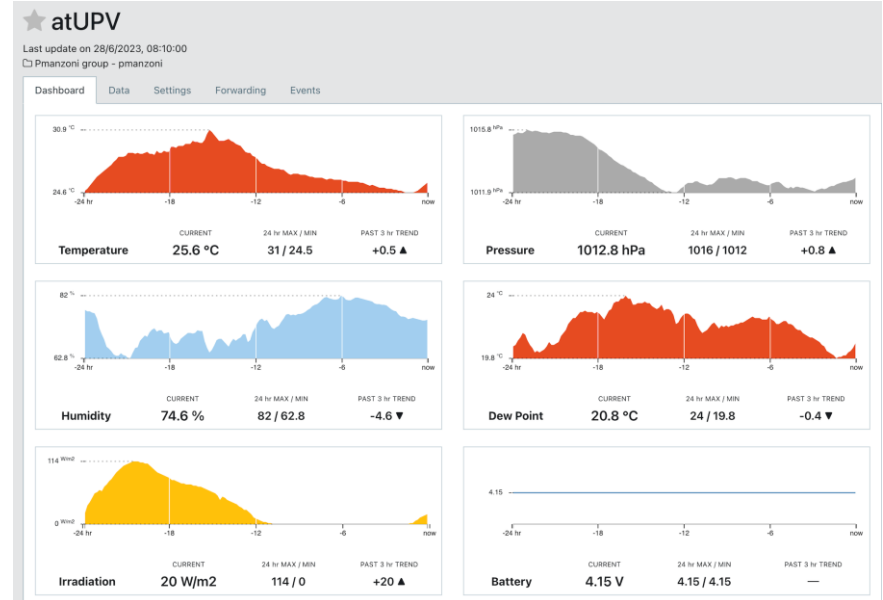 atUPV
Last update on 28/6/2023, 08:10:00
Pmanzoni group - pmanzoni
Dashboard Data Settings Forwarding Events
30.9 °C
24.6 °C
-24 hr -18 -12 -6 now
CURRENT 24 hr MAX / MIN PAST 3 hr TREND
Temperature 25.6 ºC 31 / 24.5 +0.5 ▲
1015.8 hPa
1011.9 hPa
-24 hr -18 -12 -6 now
CURRENT 24 hr MAX / MIN PAST 3 hr TREND
Pressure 1012.8 hPa 1016 / 1012 +0.8 ▲
82 %
62.8 %
-24 hr -18 -12 -6 now
CURRENT 24 hr MAX / MIN PAST 3 hr TREND
Humidity 74.6 % 82 / 62.8 -4.6 ▼
24 °C
19.8 °C
-24 hr -18 -12 -6 now
CURRENT 24 hr MAX / MIN PAST 3 hr TREND
Dew Point 20.8 ºC 24 / 19.8 -0.4 ▼
114 W/m2
0 W/m2
-24 hr -18 -12 -6 now
CURRENT 24 hr MAX / MIN PAST 3 hr TREND
Irradiation 20 W/m2 114 / 0 +20 ▲
4.15
-24 hr -18 -12 -6 now
CURRENT 24 hr MAX / MIN PAST 3 hr TREND
Battery 4.15 V 4.15 / 4.15 —